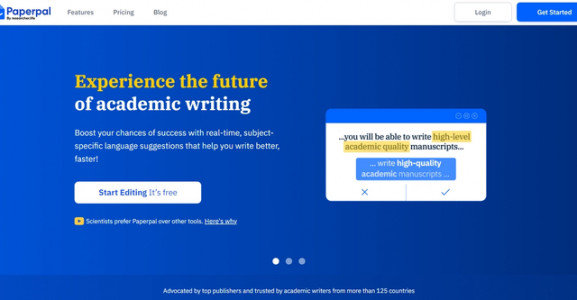 Paperpal
By researcher.life
Features
Pricing
Blog
Login
Get Started
Experience the future
of academic writing
Boost your chances of success with real-time, subject-
specific language suggestions that help you write better,
faster!
Start Editing It's free
Scientists prefer Paperpal over other tools. Here's why
...you will be able to write high-level
academic quality manuscripts...
... write high-quality
academic manuscripts ...
Advocated by top publishers and trusted by academic writers from more than 125 countries